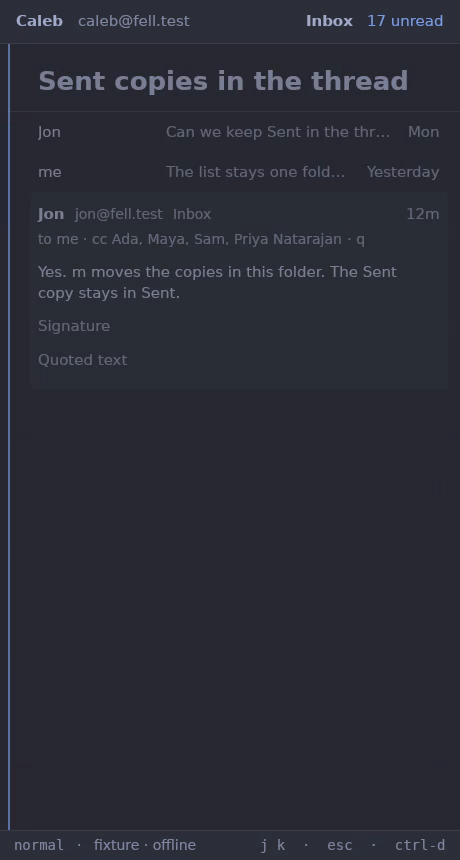 Caleb caleb@fell.test Inbox 17 unread
Sent copies in the thread
Jon Can we keep Sent in the thr… Mon
me The list stays one fold… Yesterday
Jon jon@fell.test Inbox 12m
to me · cc Ada, Maya, Sam, Priya Natarajan · q
Yes. m moves the copies in this folder. The Sent
copy stays in Sent.
Signature
Quoted text
normal · fixture · offline j k · esc · ctrl-d